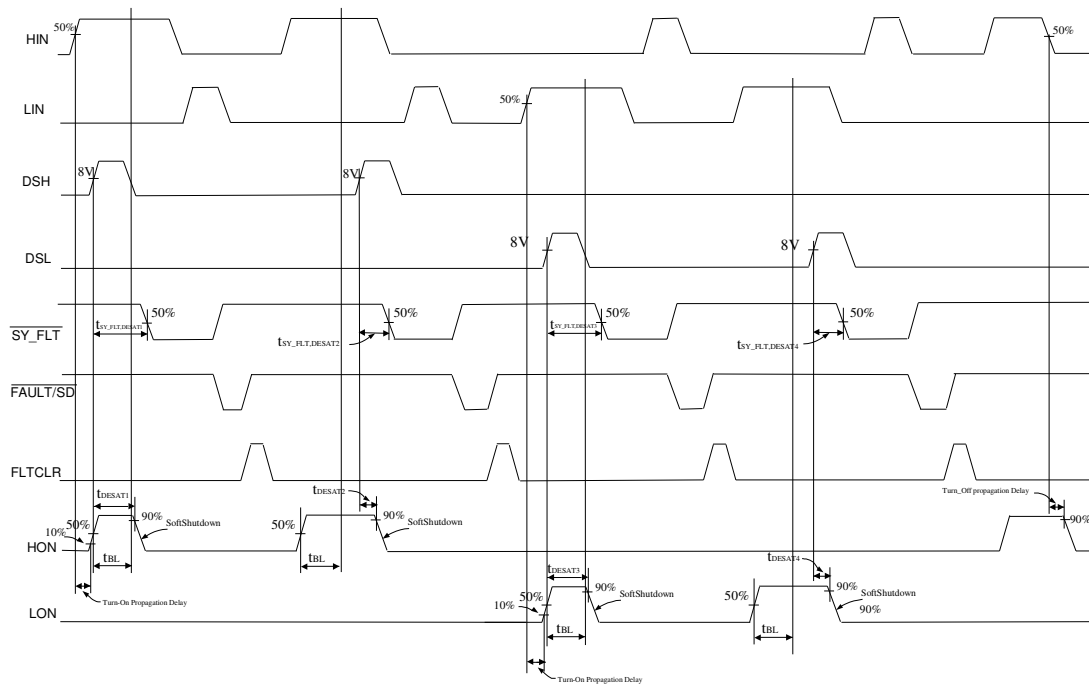 HIN
50%
50%
LIN
50%
DSH
8V
8V
DSL
8V
8V
SY_FLT
50%
50%
50%
50%
tSY_FLT,DESAT1
tSY_FLT,DESAT2
tSY_FLT,DESAT3
tSY_FLT,DESAT4
FAULT/SD
FLTCLR
tDESAT1
tDESAT2
Turn_Off propagation Delay
HON
10%
50%
90%
SoftShutdown
50%
90%
SoftShutdown
90%
tBL
tBL
tDESAT3
tDESAT4
Turn-On Propagation Delay
LON
10%
50%
90%
SoftShutdown
50%
90%
SoftShutdown
90%
tBL
tBL
Turn-On Propagation Delay